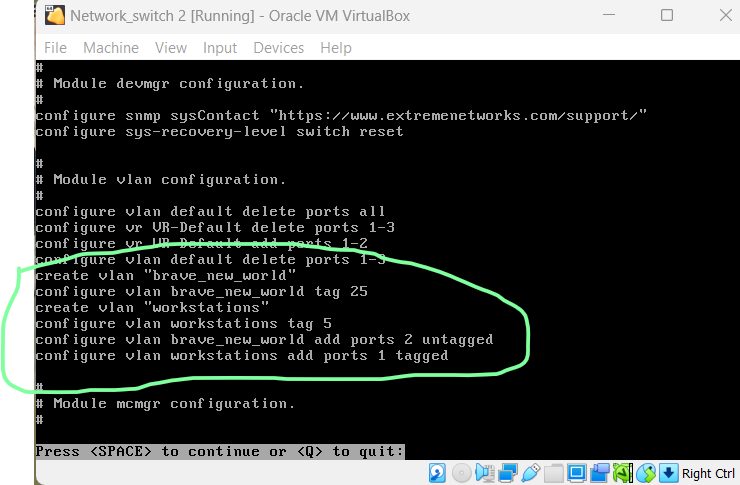 Network_switch 2 [Running] - Oracle VM VirtualBox
File Machine View Input Devices Help
#
# Module devmgr configuration.
#
configure snmp sysContact "https://www.extremenetworks.com/support/"
configure sys-recovery-level switch reset
#
# Module vlan configuration.
#
configure vlan default delete ports all
configure vr VR-Default delete ports 1-3
configure vr VR-Default add ports 1-2
configure vlan default delete ports 1-3
create vlan "brave_new_world"
configure vlan brave_new_world tag 25
create vlan "workstations"
configure vlan workstations tag 5
configure vlan brave_new_world add ports 2 untagged
configure vlan workstations add ports 1 tagged
#
# Module mcmgr configuration.
#
Press <SPACE> to continue or <Q> to quit:
Right Ctrl